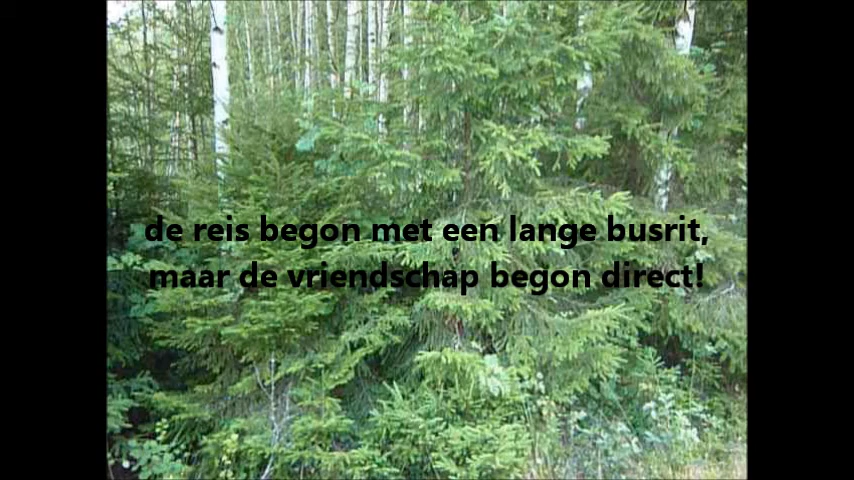 de reis begon met een lange busrit,
maar de vriendschap begon direct!